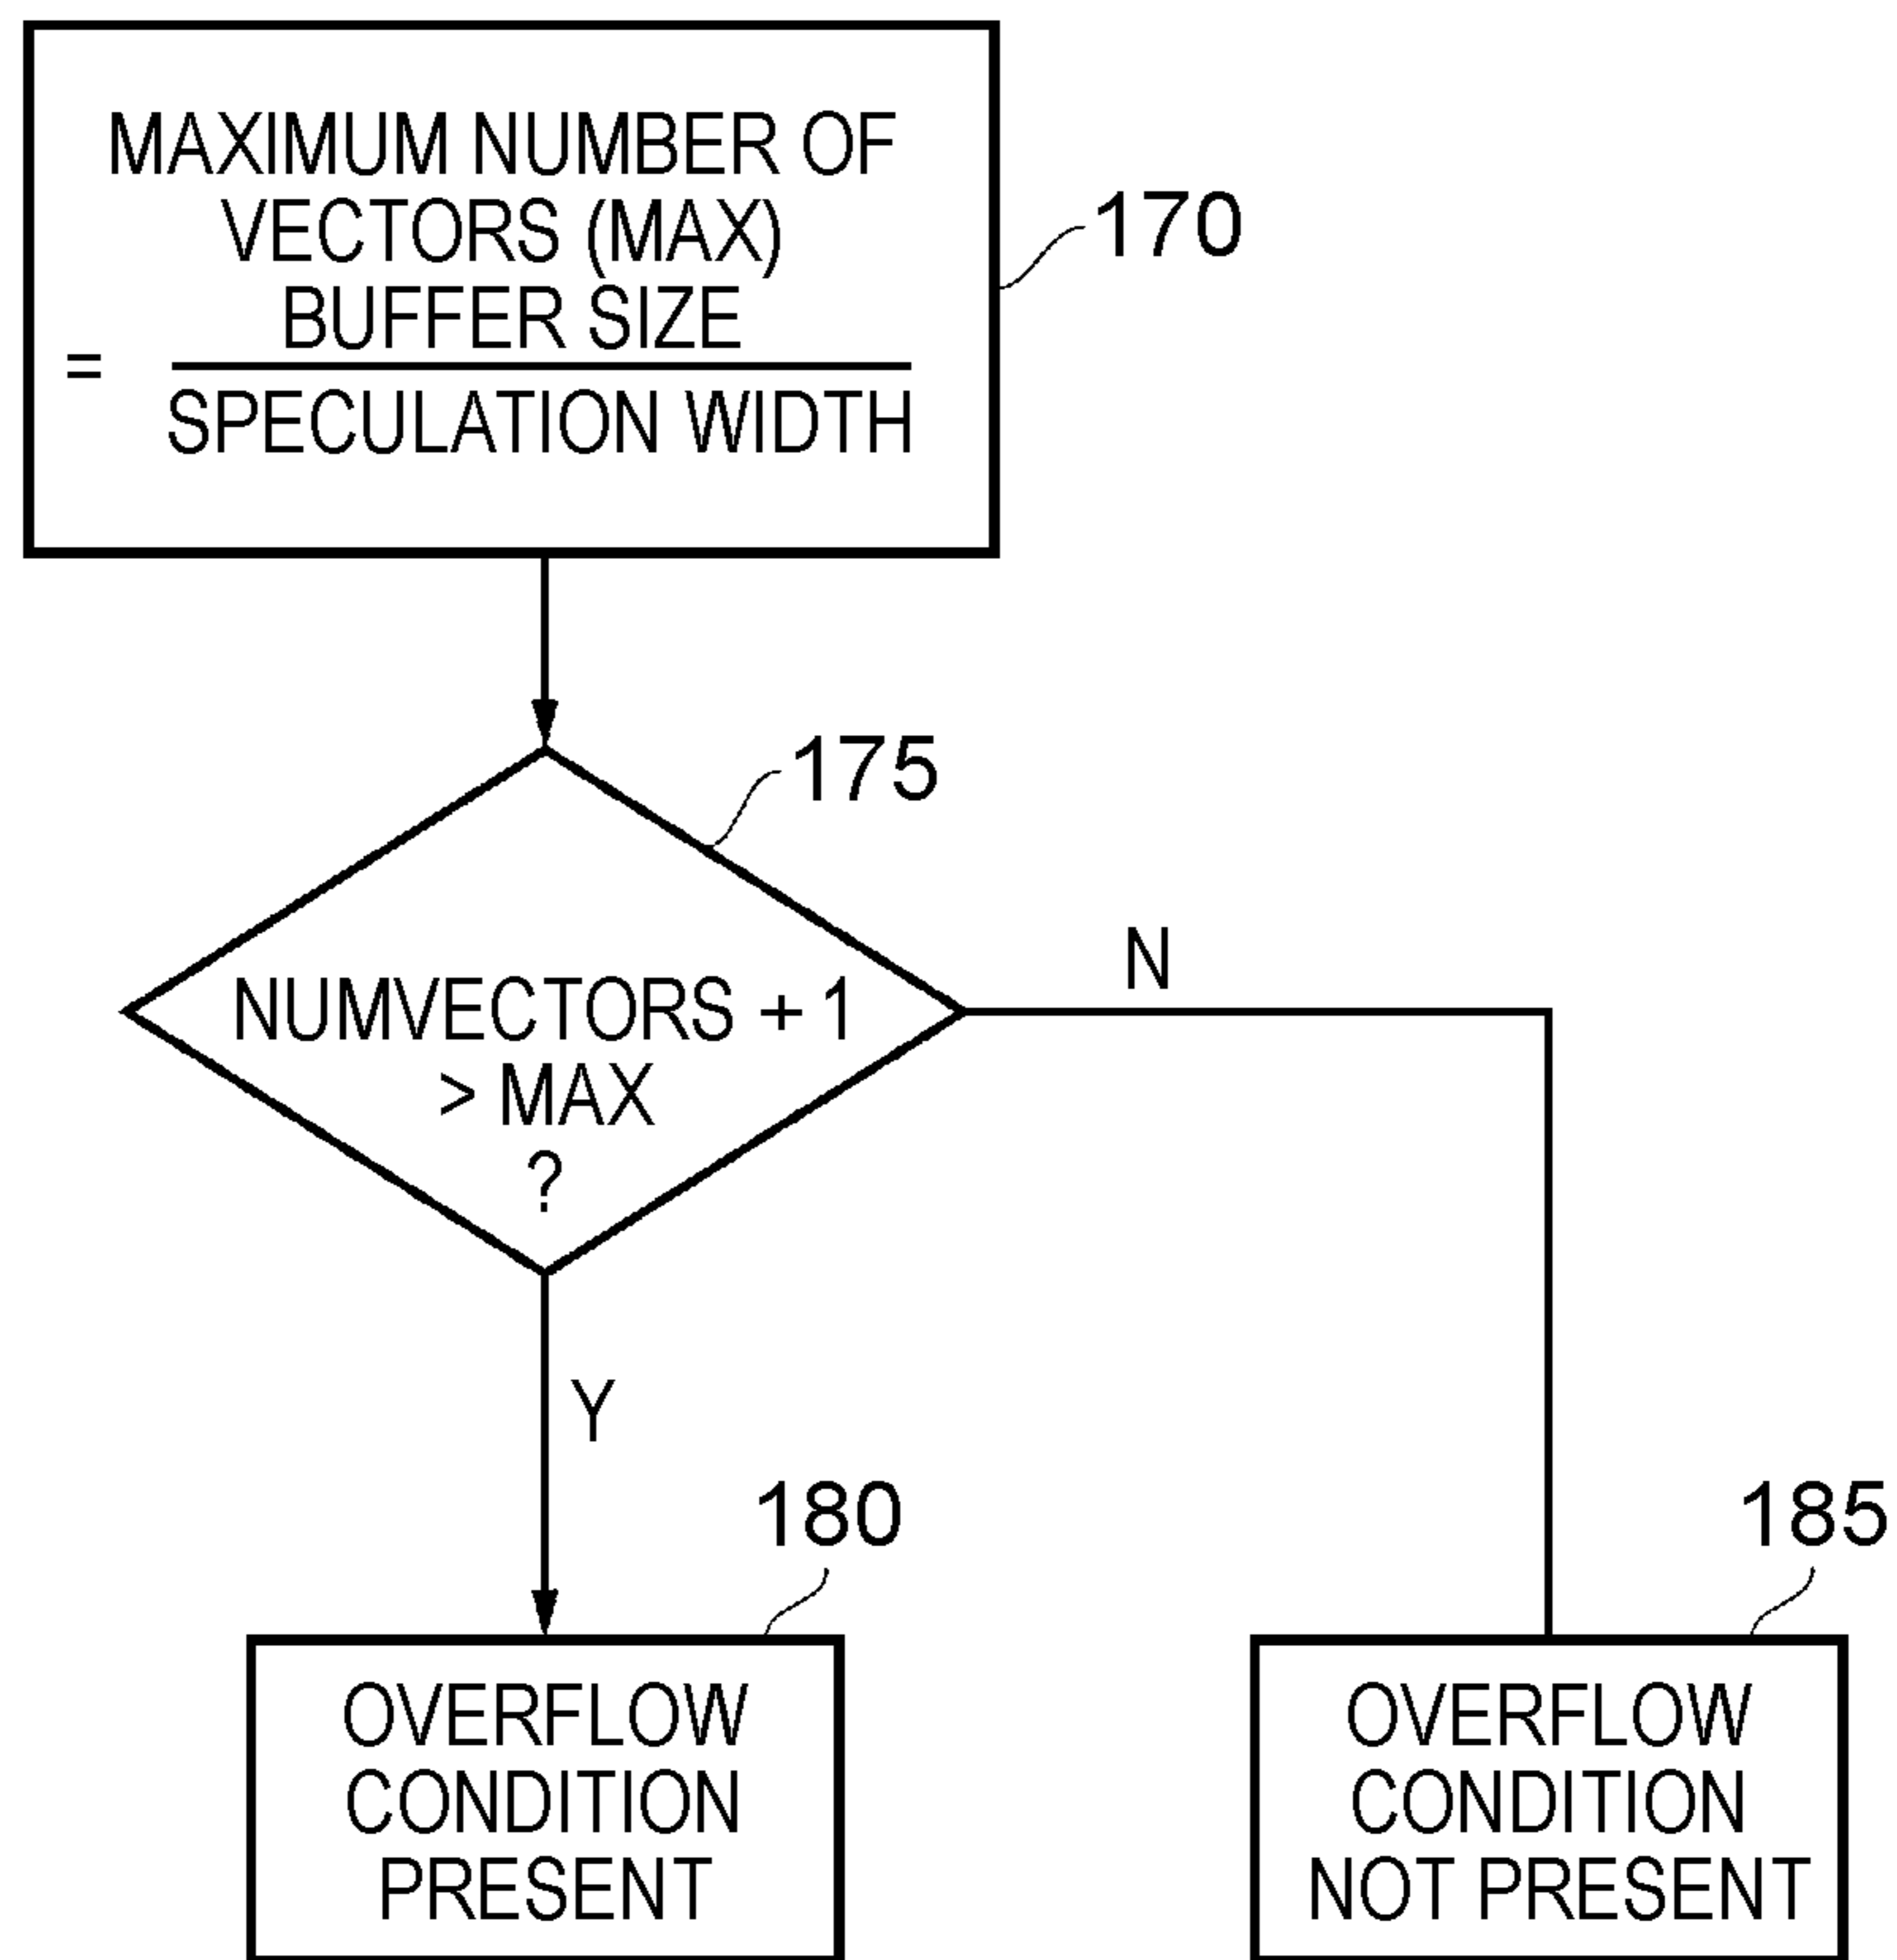 MAXIMUM NUMBER OF
VECTORS (MAX)
BUFFER SIZE
=
SPECULATION WIDTH
170
175
NUMVECTORS + 1
> MAX
?
N
Y
180
185
OVERFLOW
CONDITION
PRESENT
OVERFLOW
CONDITION
NOT PRESENT